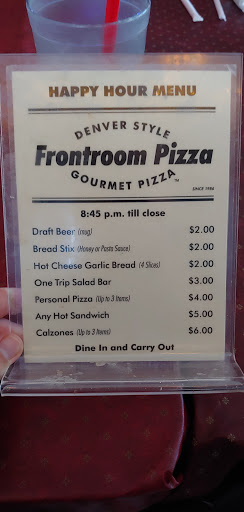 HAPPY HOUR MENU
DENVER STYLE
Frontroom Pizza
GOURMET PIZZA™
SINCE 1986
8:45 p.m. till close
Draft Beer (mug) $2.00
Bread Stix (Honey or Pasta Sauce) $2.00
Hot Cheese Garlic Bread (4 Slices) $2.00
One Trip Salad Bar $3.00
Personal Pizza (Up to 3 Items) $4.00
Any Hot Sandwich $5.00
Calzones (Up to 3 Items) $6.00
Dine In and Carry Out